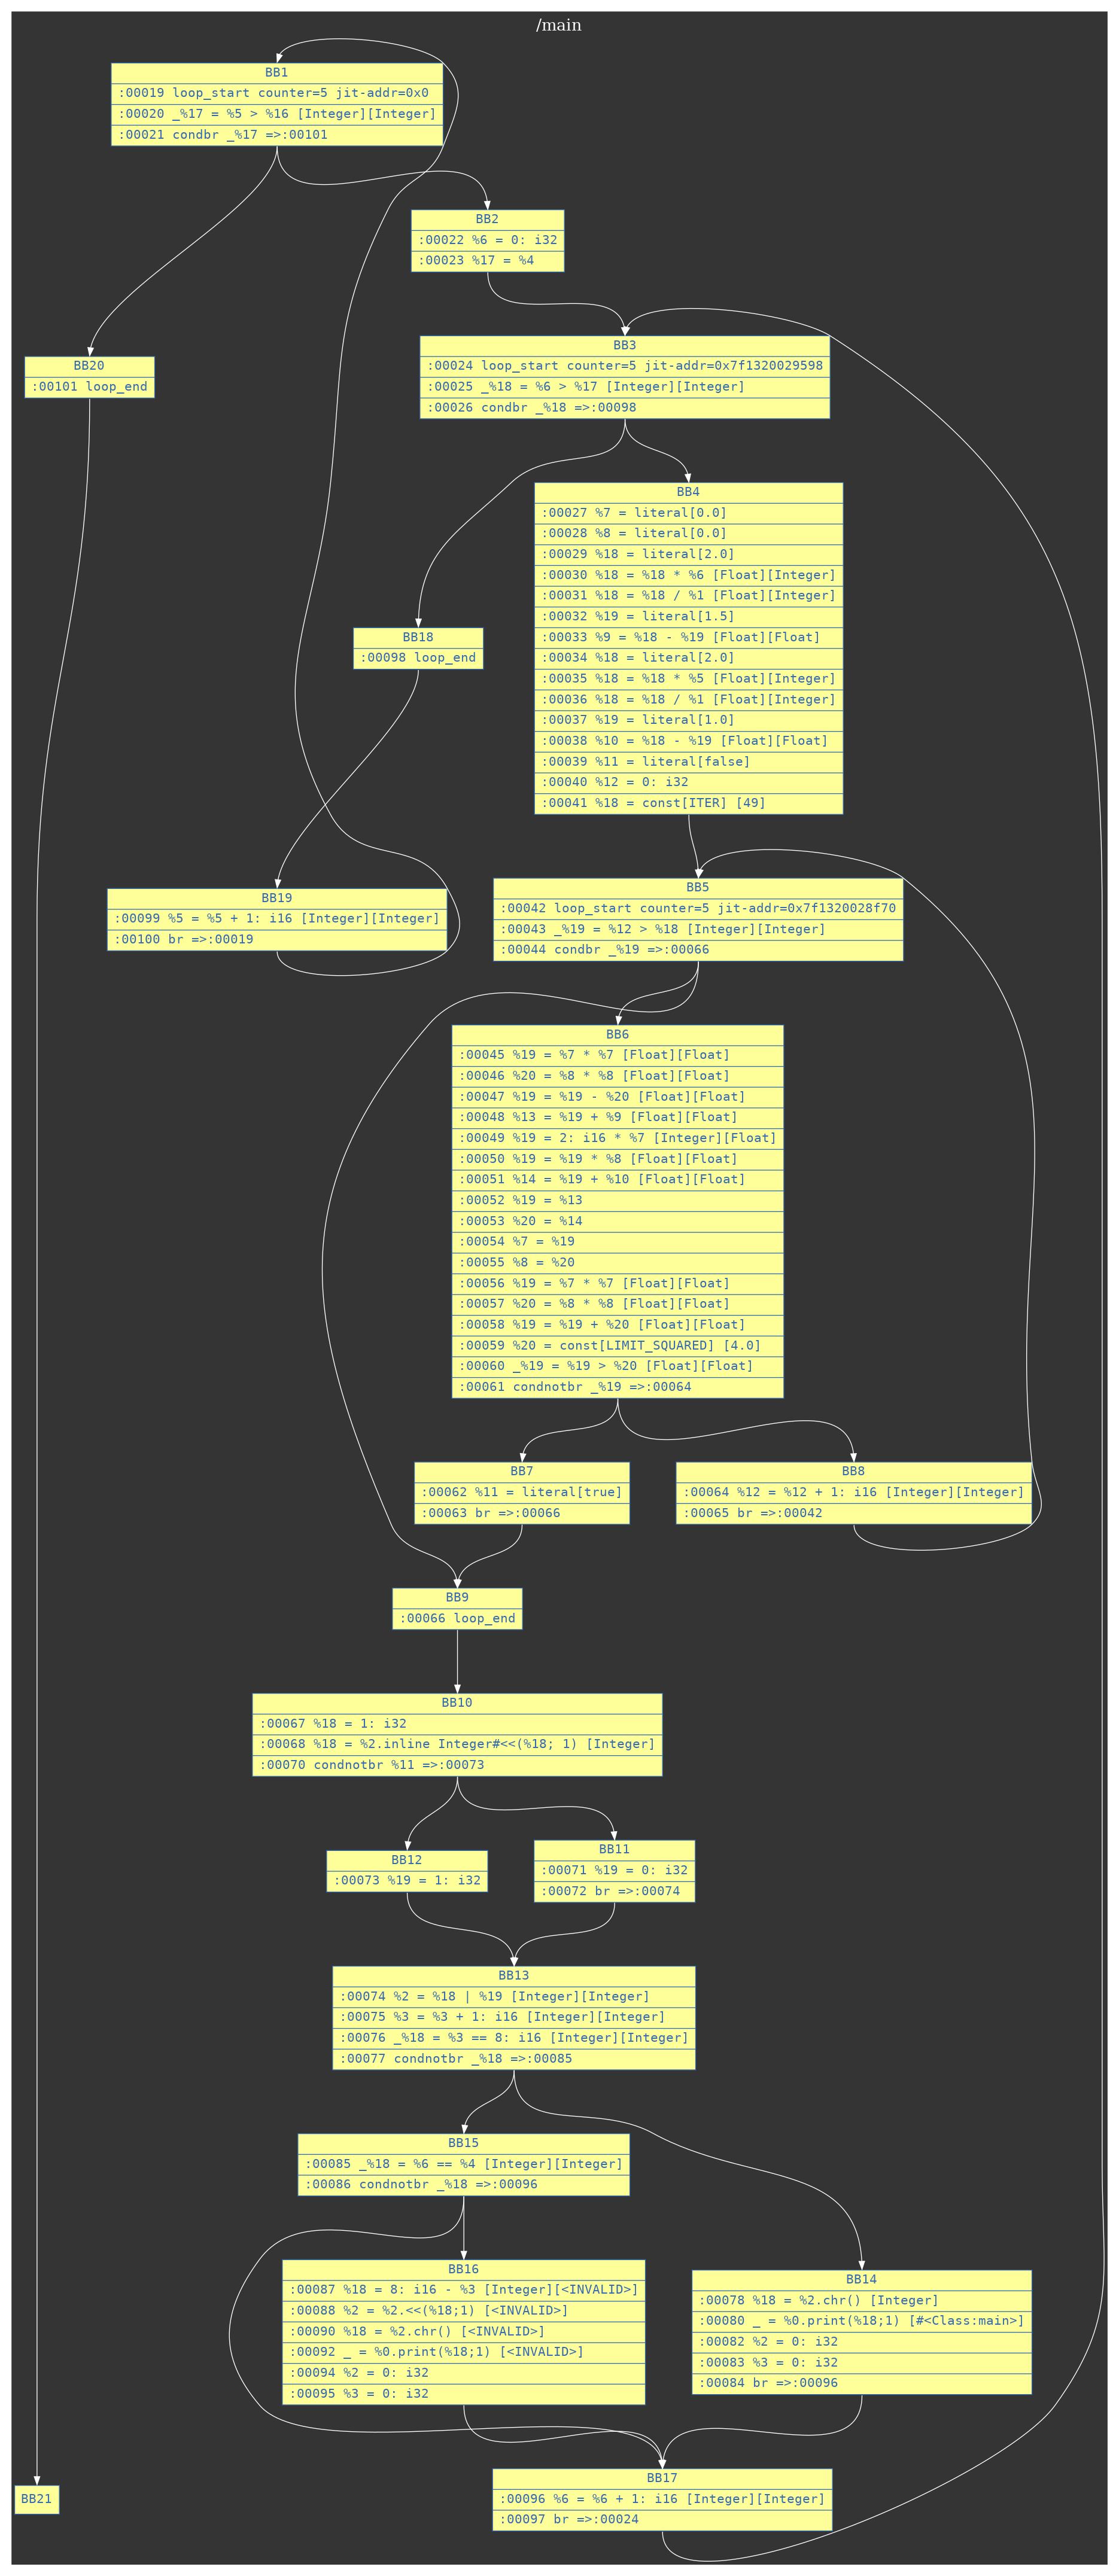 /main
BB1
:00019 loop_start counter=5 jit-addr=0x0
:00020 _%17 = %5 > %16 [Integer][Integer]
:00021 condbr _%17 =>:00101
BB2
:00022 %6 = 0: i32
:00023 %17 = %4
BB3
:00024 loop_start counter=5 jit-addr=0x7f1320029598
:00025 _%18 = %6 > %17 [Integer][Integer]
:00026 condbr _%18 =>:00098
BB20
:00101 loop_end
BB4
:00027 %7 = literal[0.0]
:00028 %8 = literal[0.0]
:00029 %18 = literal[2.0]
:00030 %18 = %18 * %6 [Float][Integer]
:00031 %18 = %18 / %1 [Float][Integer]
:00032 %19 = literal[1.5]
:00033 %9 = %18 - %19 [Float][Float]
:00034 %18 = literal[2.0]
:00035 %18 = %18 * %5 [Float][Integer]
:00036 %18 = %18 / %1 [Float][Integer]
:00037 %19 = literal[1.0]
:00038 %10 = %18 - %19 [Float][Float]
:00039 %11 = literal[false]
:00040 %12 = 0: i32
:00041 %18 = const[ITER] [49]
BB18
:00098 loop_end
BB19
:00099 %5 = %5 + 1: i16 [Integer][Integer]
:00100 br =>:00019
BB5
:00042 loop_start counter=5 jit-addr=0x7f1320028f70
:00043 _%19 = %12 > %18 [Integer][Integer]
:00044 condbr _%19 =>:00066
BB6
:00045 %19 = %7 * %7 [Float][Float]
:00046 %20 = %8 * %8 [Float][Float]
:00047 %19 = %19 - %20 [Float][Float]
:00048 %13 = %19 + %9 [Float][Float]
:00049 %19 = 2: i16 * %7 [Integer][Float]
:00050 %19 = %19 * %8 [Float][Float]
:00051 %14 = %19 + %10 [Float][Float]
:00052 %19 = %13
:00053 %20 = %14
:00054 %7 = %19
:00055 %8 = %20
:00056 %19 = %7 * %7 [Float][Float]
:00057 %20 = %8 * %8 [Float][Float]
:00058 %19 = %19 + %20 [Float][Float]
:00059 %20 = const[LIMIT_SQUARED] [4.0]
:00060 _%19 = %19 > %20 [Float][Float]
:00061 condnotbr _%19 =>:00064
BB7
:00062 %11 = literal[true]
:00063 br =>:00066
BB8
:00064 %12 = %12 + 1: i16 [Integer][Integer]
:00065 br =>:00042
BB9
:00066 loop_end
BB10
:00067 %18 = 1: i32
:00068 %18 = %2.inline Integer#<<(%18; 1) [Integer]
:00070 condnotbr %11 =>:00073
BB12
:00073 %19 = 1: i32
BB11
:00071 %19 = 0: i32
:00072 br =>:00074
BB13
:00074 %2 = %18 | %19 [Integer][Integer]
:00075 %3 = %3 + 1: i16 [Integer][Integer]
:00076 _%18 = %3 == 8: i16 [Integer][Integer]
:00077 condnotbr _%18 =>:00085
BB15
:00085 _%18 = %6 == %4 [Integer][Integer]
:00086 condnotbr _%18 =>:00096
BB16
:00087 %18 = 8: i16 - %3 [Integer][<INVALID>]
:00088 %2 = %2.<<(%18;1) [<INVALID>]
:00090 %18 = %2.chr() [<INVALID>]
:00092 _ = %0.print(%18;1) [<INVALID>]
:00094 %2 = 0: i32
:00095 %3 = 0: i32
BB14
:00078 %18 = %2.chr() [Integer]
:00080 _ = %0.print(%18;1) [#<Class:main>]
:00082 %2 = 0: i32
:00083 %3 = 0: i32
:00084 br =>:00096
BB17
:00096 %6 = %6 + 1: i16 [Integer][Integer]
:00097 br =>:00024
BB21